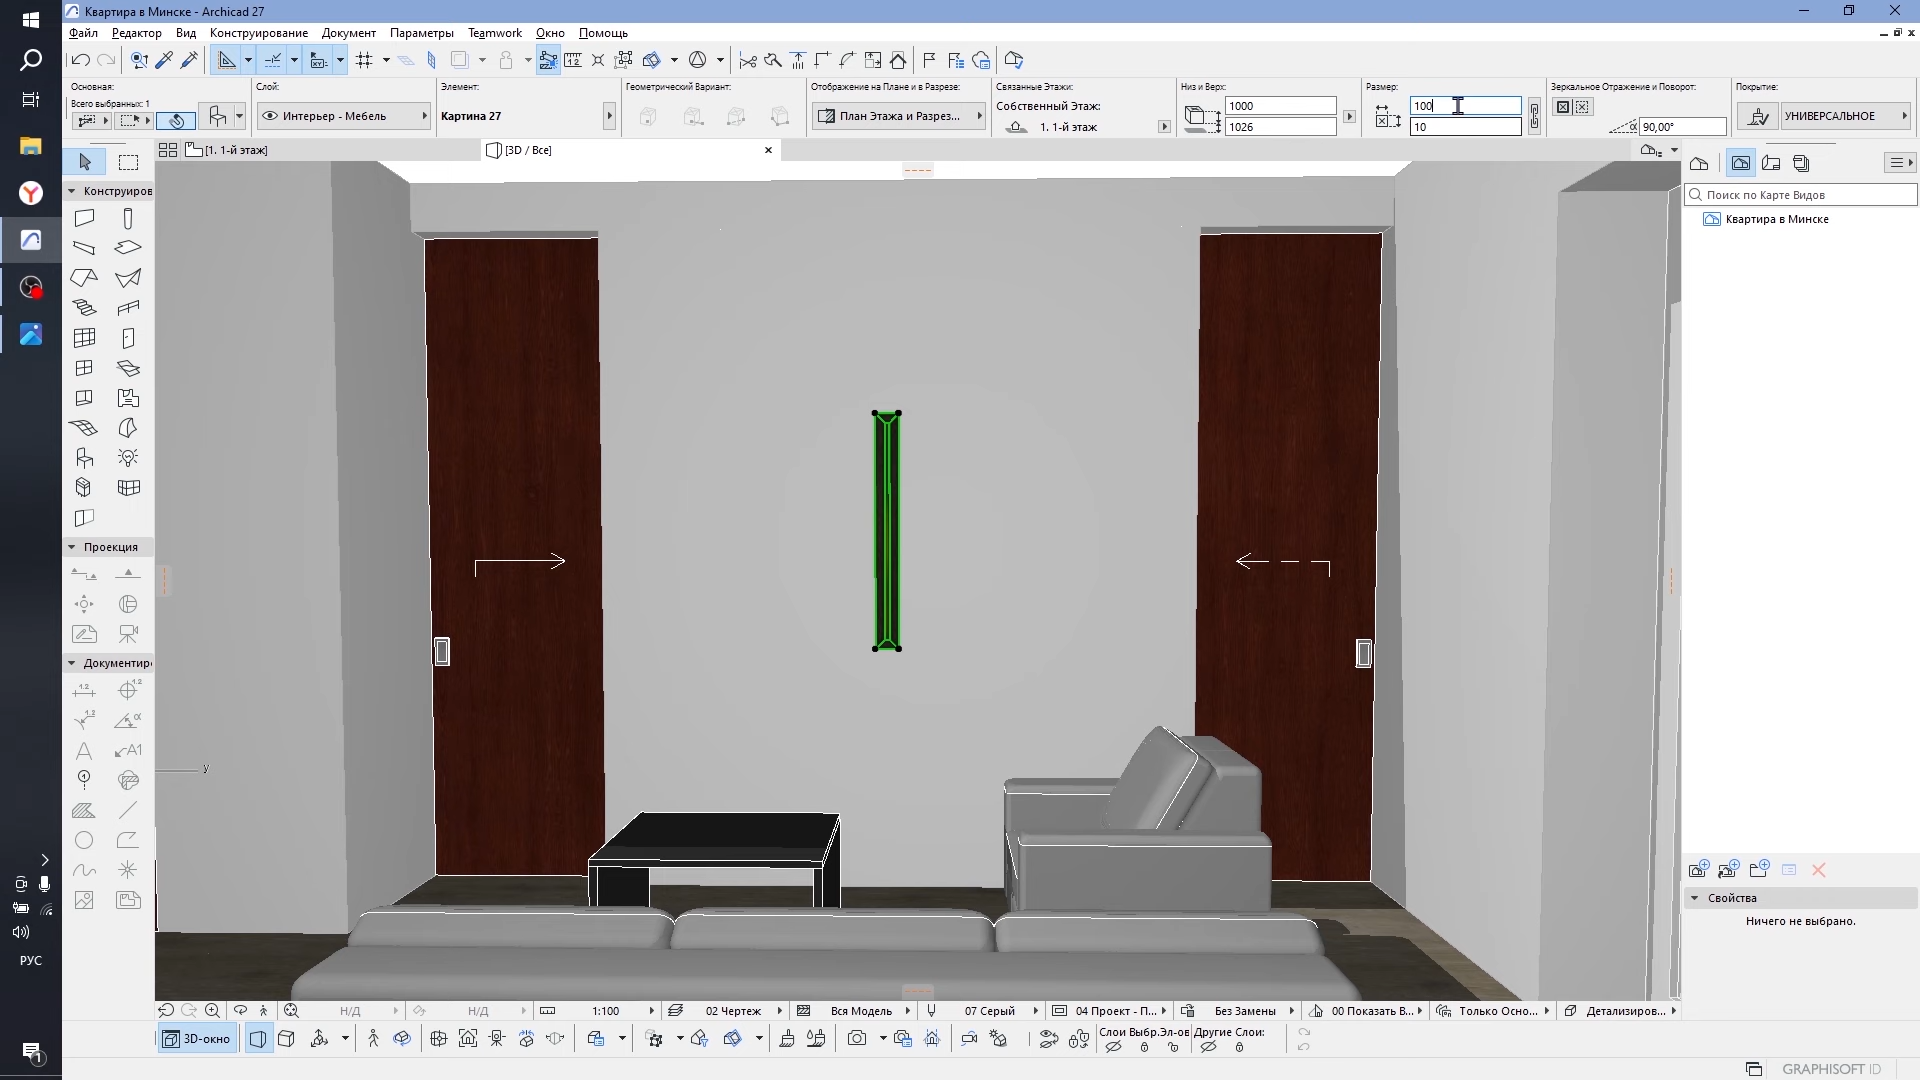 Квартира в Минске - Archicad 27
Файл Редактор Вид Конструирование Документ Параметры Teamwork Окно Помощь
Основная:
Всего выбранных: 1
Слой:
Интерьер - Мебель
Элемент:
Картина 27
Геометрический Вариант:
Отображение на Плане и в Разрезе:
План Этажа и Разрез...
Связанные Этажи:
Собственный Этаж:
1. 1-й этаж
Низ и Верх:
1000
1026
Размер:
100
10
Зеркальное Отражение и Поворот:
90,00°
Покрытие:
УНИВЕРСАЛЬНОЕ
[1. 1-й этаж]
[3D / Все]
Конструиров
Проекция
Документирс
y
Поиск по Карте Видов
Квартира в Минске
Свойства
Ничего не выбрано.
Н/Д
Н/Д
1:100
02 Чертеж
Вся Модель
07 Серый
04 Проект - П...
Без Замены
00 Показать В...
Только Осно...
Детализиров...
3D-окно
Слои Выбр.Эл-ов
Другие Слои:
GRAPHISOFT ID
РУС
1